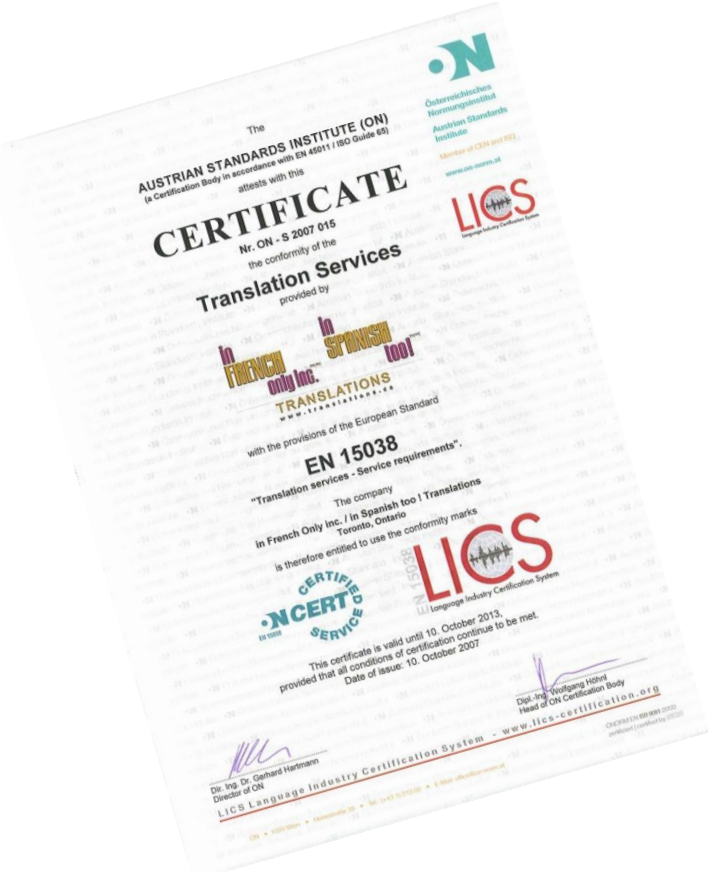 ON
Österreichisches
Normungsinstitut
Austrian Standards
Institute
Member of CEN and ISO
www.on-norm.at
LICS
Language Industry Certification System
The
AUSTRIAN STANDARDS INSTITUTE (ON)
(a Certification Body in accordance with EN 45011 / ISO Guide 65)
attests with this
CERTIFICATE
Nr. ON - S 2007 015
the conformity of the
Translation Services
provided by
in
FRENCH
only inc.
in
SPANISH
too!
TRANSLATIONS
www.translations.ca
with the provisions of the European Standard
EN 15038
"Translation services - Service requirements".
The company
in French Only inc. / in Spanish too ! Translations
Toronto, Ontario
is therefore entitled to use the conformity marks
CERTIFIED
ON CERT
SERVICE
EN 15038
EN 15038
LICS
Language Industry Certification System
This certificate is valid until 10. October 2013,
provided that all conditions of certification continue to be met.
Date of issue: 10. October 2007
Dipl.-Ing. Wolfgang Höhnl
Head of ON Certification Body
Dir. Ing. Dr. Gerhard Hartmann
Director of ON
LICS Language Industry Certification System - www.lics-certification.org